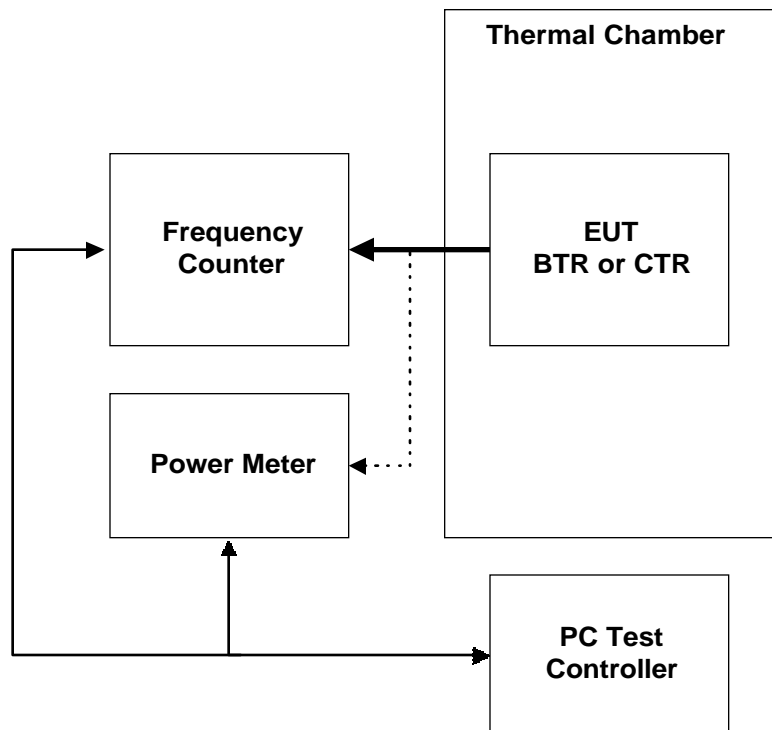 Thermal Chamber
Frequency
Counter
EUT
BTR or CTR
Power Meter
PC Test
Controller